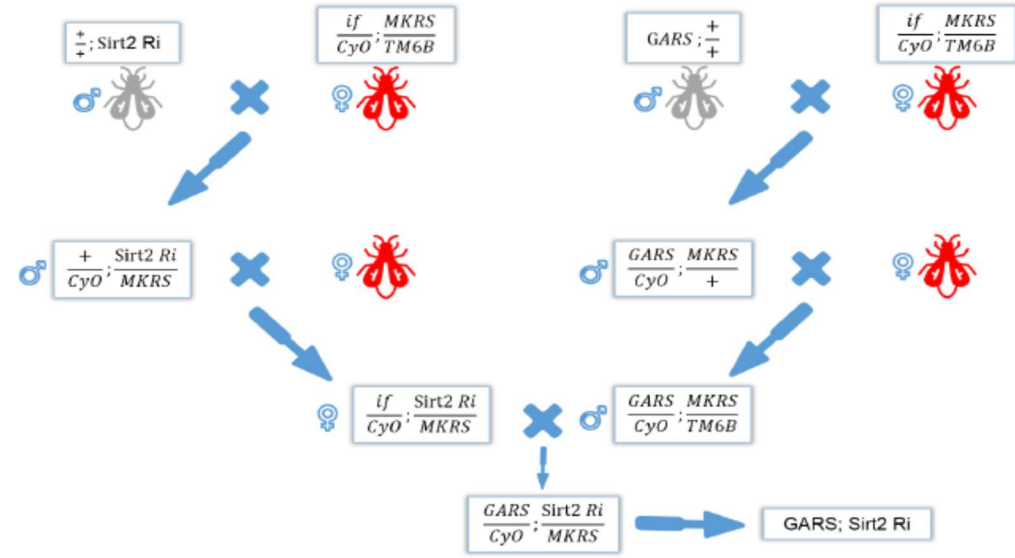 +/+; Sirt2 Ri
if/CyO; MKRS/TM6B
GARS; +/+
if/CyO; MKRS/TM6B
♂
♀
♂
♀
♂ +/CyO; Sirt2 Ri/MKRS
♀
♂ GARS/CyO; MKRS/+
♀
♀ if/CyO; Sirt2 Ri/MKRS
♂ GARS/CyO; MKRS/TM6B
GARS/CyO; Sirt2 Ri/MKRS
GARS; Sirt2 Ri